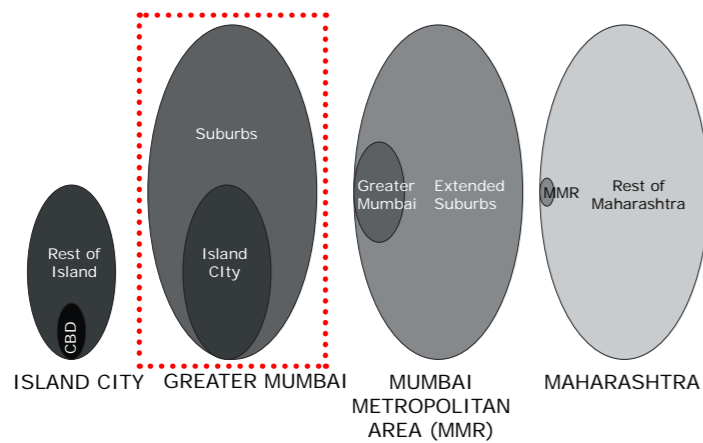 Suburbs
Rest of
Island
CBD
Island
CIty
Greater
Mumbai
Extended
Suburbs
MMR
Rest of
Maharashtra
ISLAND CITY
GREATER MUMBAI
MUMBAI
METROPOLITAN
AREA (MMR)
MAHARASHTRA